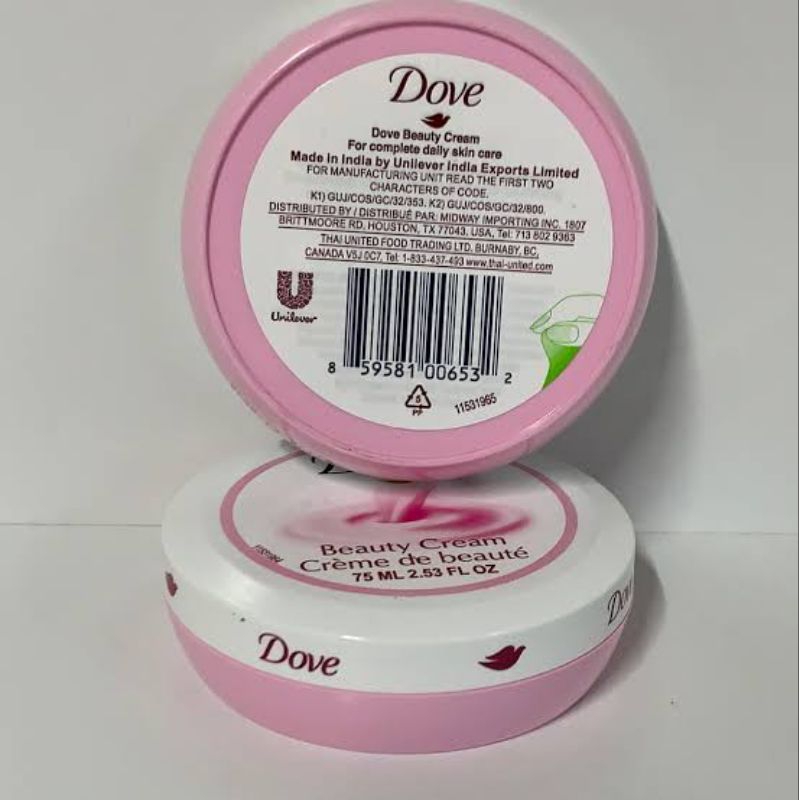 Dove
Dove Beauty Cream
For complete daily skin care
Made in India by Unilever India Exports Limited
FOR MANUFACTURING UNIT READ THE FIRST TWO
CHARACTERS OF CODE.
K1) GUJ/COS/GC/32/353. K2) GUJ/COS/GC/32/800.
DISTRIBUTED BY / DISTRIBUÉ PAR: MIDWAY IMPORTING INC. 1807
BRITTMOORE RD. HOUSTON, TX 77043. USA, Tel: 713 802 9363
THAI UNITED FOOD TRADING LTD. BURNABY, BC,
CANADA V5J 0C7, Tel: 1-833-437-493 www.thai-united.com
Unilever
8 59581 00653 2
5
PP
11531965
Beauty Cream
Crème de beauté
75 ML 2.53 FL OZ
Dove